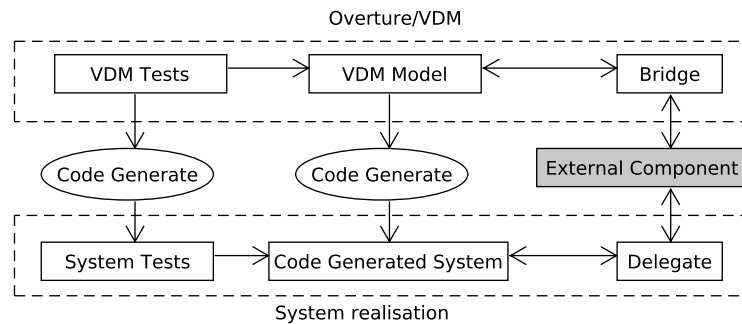 Overture/VDM
VDM Tests
VDM Model
Bridge
Code Generate
Code Generate
External Component
System Tests
Code Generated System
Delegate
System realisation